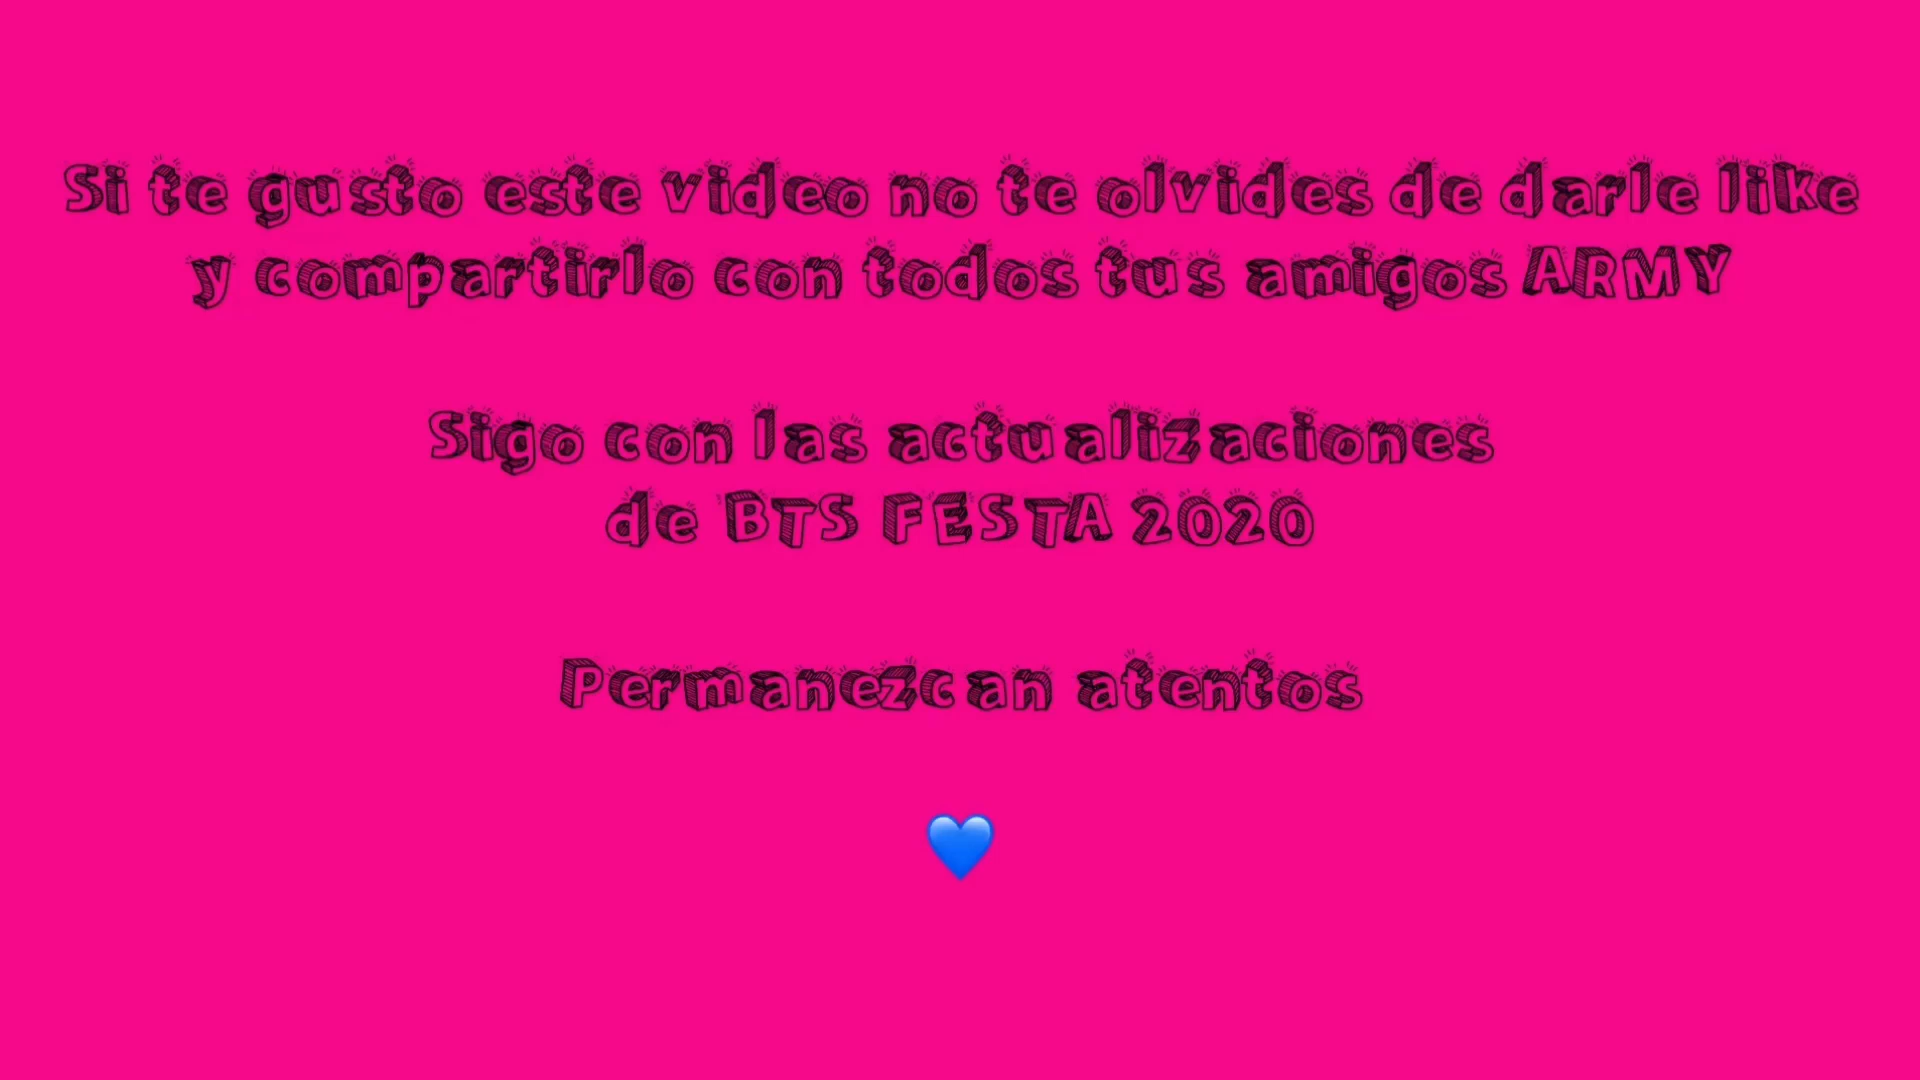 Si te gusto este video no te olvides de darle like
y compartirlo con todos tus amigos ARMY
Sigo con las actualizaciones
de BTS FESTA 2020
Permanezcan atentos
💙